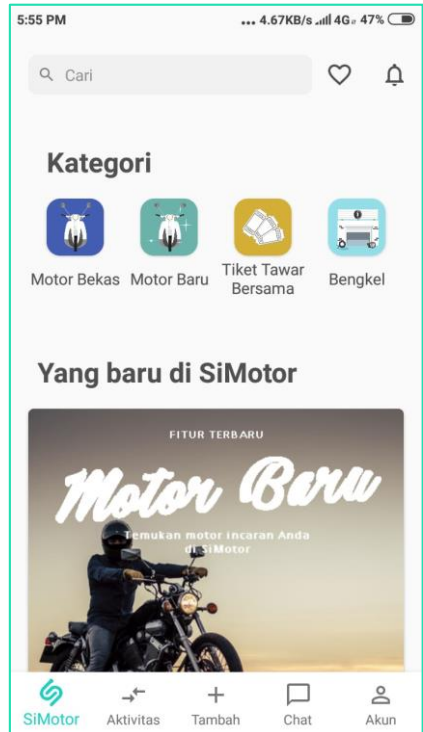 5:55 PM ... 4.67KB/s 4G 47%
Cari
Kategori
Motor Bekas
Motor Baru
Tiket Tawar
Bersama
Bengkel
Yang baru di SiMotor
FITUR TERBARU
Motor Baru
Temukan motor incaran Anda
di SiMotor
SiMotor
Aktivitas
Tambah
Chat
Akun